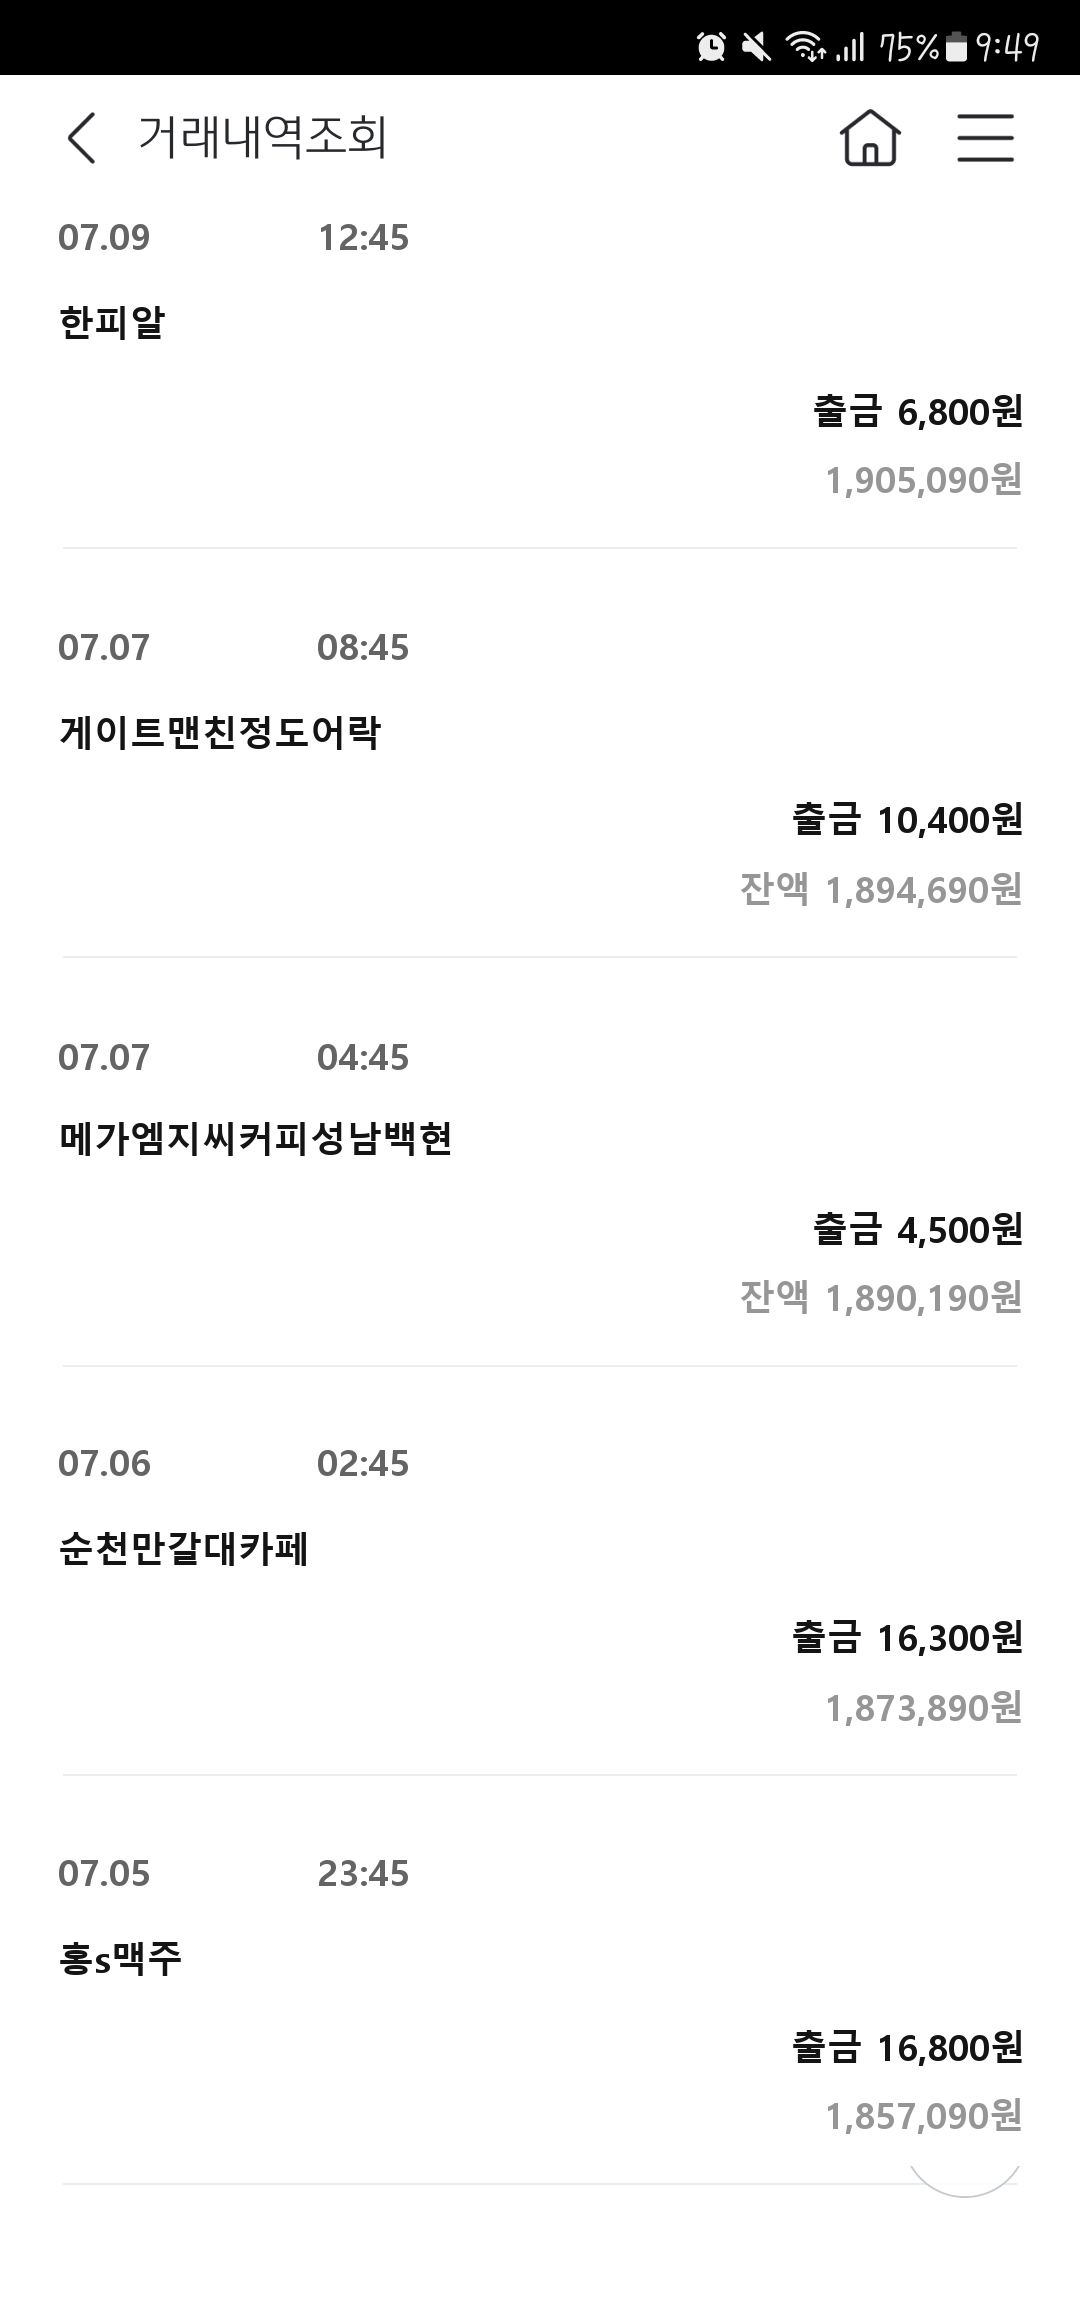 75% 9:49
거래내역조회
07.09 12:45
한피알
출금 6,800원
1,905,090원
07.07 08:45
게이트맨친정도어락
출금 10,400원
잔액 1,894,690원
07.07 04:45
메가엠지씨커피성남백현
출금 4,500원
잔액 1,890,190원
07.06 02:45
순천만갈대카페
출금 16,300원
1,873,890원
07.05 23:45
홍s맥주
출금 16,800원
1,857,090원